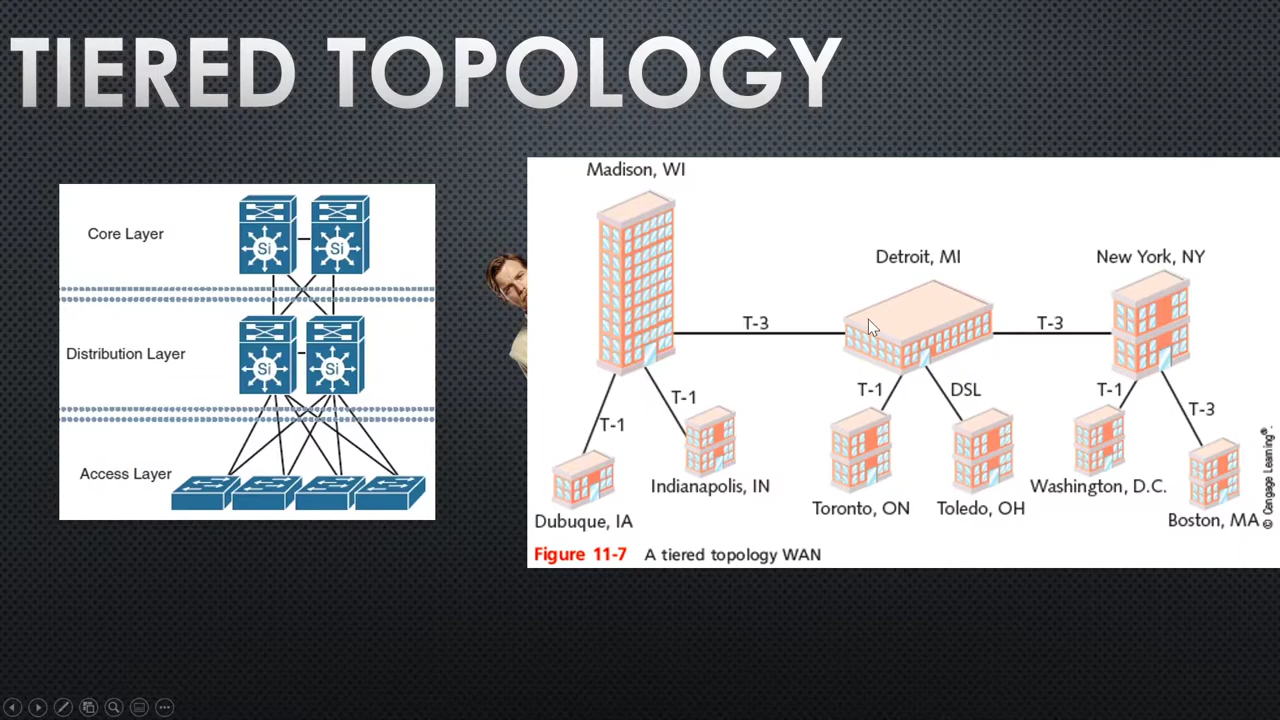 TIERED TOPOLOGY
Core Layer
Si
Si
Distribution Layer
Si
Si
Access Layer
Madison, WI
Detroit, MI
New York, NY
T-3
T-3
T-1
T-1
T-1
DSL
T-1
T-3
Dubuque, IA
Indianapolis, IN
Toronto, ON
Toledo, OH
Washington, D.C.
Boston, MA
© Cengage Learning®.
Figure 11-7 A tiered topology WAN